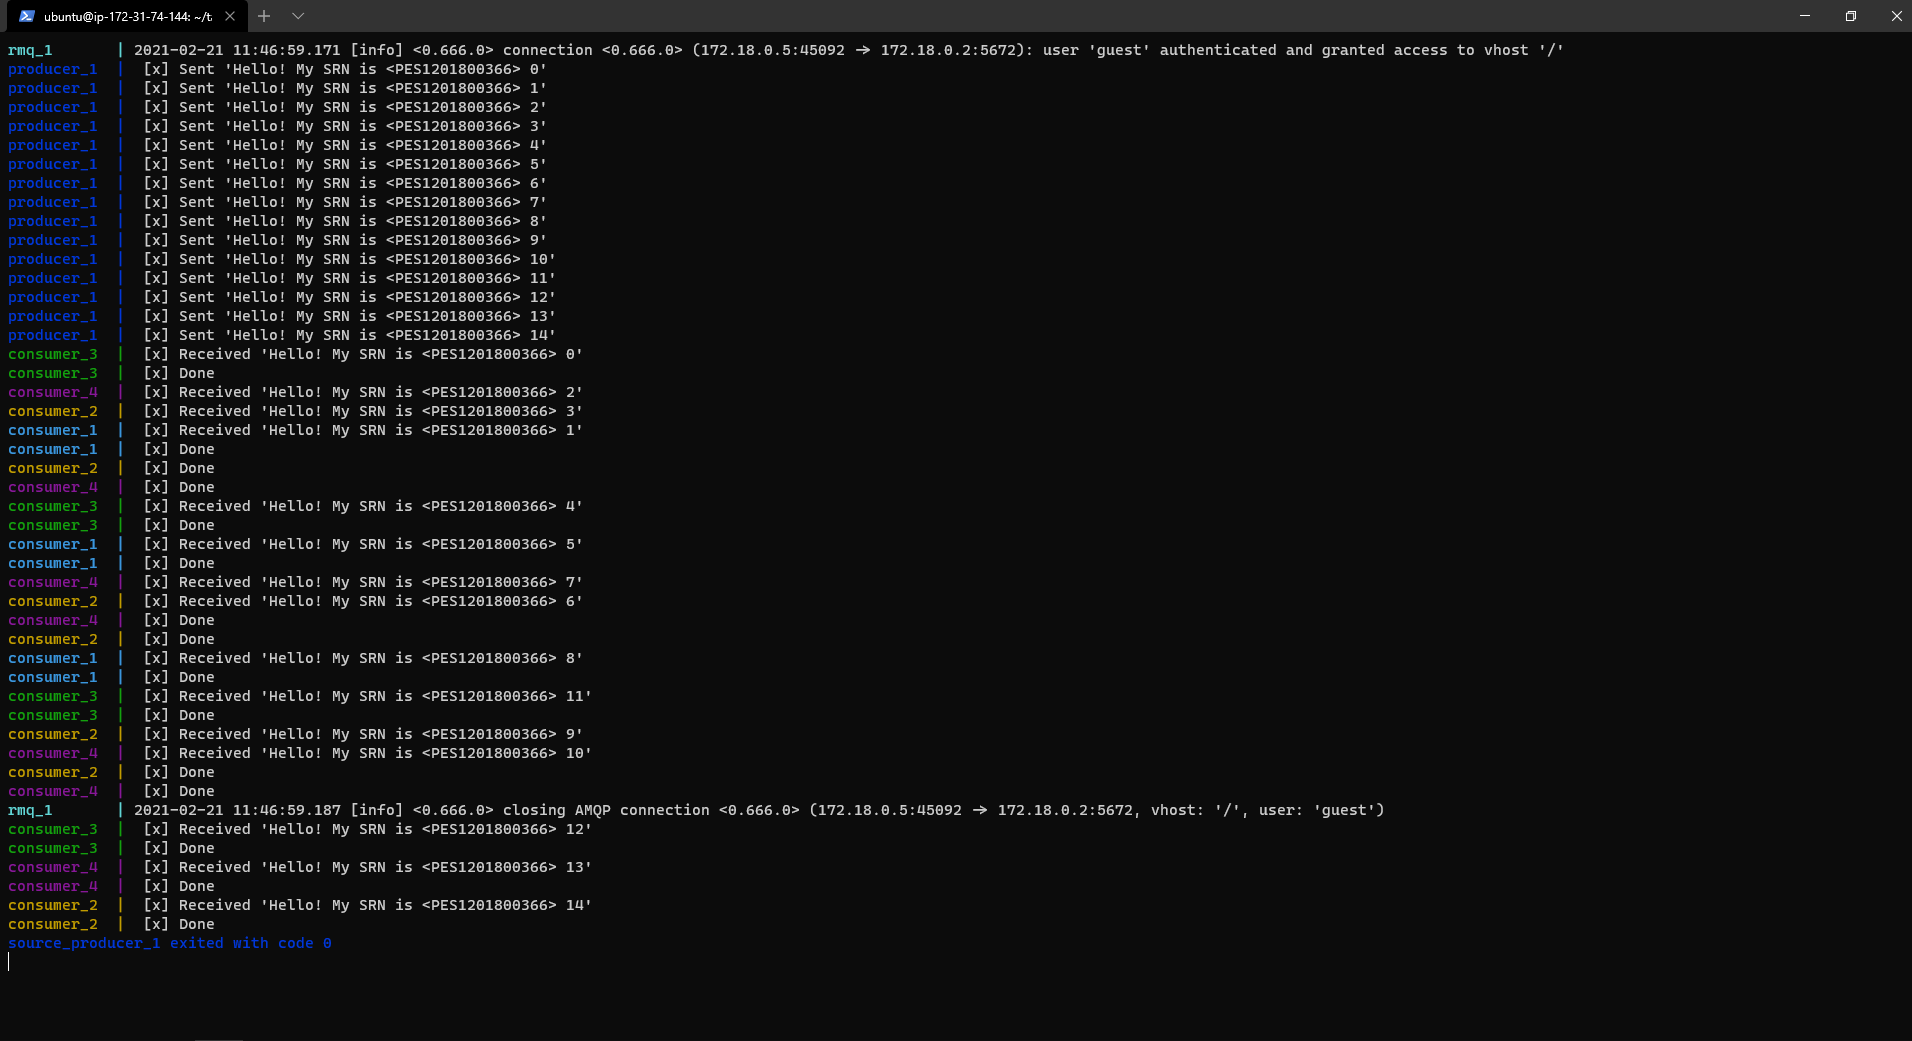 ubuntu@ip-172-31-74-144: ~/t
rmq_1 | 2021-02-21 11:46:59.171 [info] <0.666.0> connection <0.666.0> (172.18.0.5:45092 -> 172.18.0.2:5672): user 'guest' authenticated and granted access to vhost '/'
producer_1 | [x] Sent 'Hello! My SRN is <PES1201800366> 0'
producer_1 | [x] Sent 'Hello! My SRN is <PES1201800366> 1'
producer_1 | [x] Sent 'Hello! My SRN is <PES1201800366> 2'
producer_1 | [x] Sent 'Hello! My SRN is <PES1201800366> 3'
producer_1 | [x] Sent 'Hello! My SRN is <PES1201800366> 4'
producer_1 | [x] Sent 'Hello! My SRN is <PES1201800366> 5'
producer_1 | [x] Sent 'Hello! My SRN is <PES1201800366> 6'
producer_1 | [x] Sent 'Hello! My SRN is <PES1201800366> 7'
producer_1 | [x] Sent 'Hello! My SRN is <PES1201800366> 8'
producer_1 | [x] Sent 'Hello! My SRN is <PES1201800366> 9'
producer_1 | [x] Sent 'Hello! My SRN is <PES1201800366> 10'
producer_1 | [x] Sent 'Hello! My SRN is <PES1201800366> 11'
producer_1 | [x] Sent 'Hello! My SRN is <PES1201800366> 12'
producer_1 | [x] Sent 'Hello! My SRN is <PES1201800366> 13'
producer_1 | [x] Sent 'Hello! My SRN is <PES1201800366> 14'
consumer_3 | [x] Received 'Hello! My SRN is <PES1201800366> 0'
consumer_3 | [x] Done
consumer_4 | [x] Received 'Hello! My SRN is <PES1201800366> 2'
consumer_2 | [x] Received 'Hello! My SRN is <PES1201800366> 3'
consumer_1 | [x] Received 'Hello! My SRN is <PES1201800366> 1'
consumer_1 | [x] Done
consumer_2 | [x] Done
consumer_4 | [x] Done
consumer_3 | [x] Received 'Hello! My SRN is <PES1201800366> 4'
consumer_3 | [x] Done
consumer_1 | [x] Received 'Hello! My SRN is <PES1201800366> 5'
consumer_1 | [x] Done
consumer_4 | [x] Received 'Hello! My SRN is <PES1201800366> 7'
consumer_2 | [x] Received 'Hello! My SRN is <PES1201800366> 6'
consumer_4 | [x] Done
consumer_2 | [x] Done
consumer_1 | [x] Received 'Hello! My SRN is <PES1201800366> 8'
consumer_1 | [x] Done
consumer_3 | [x] Received 'Hello! My SRN is <PES1201800366> 11'
consumer_3 | [x] Done
consumer_2 | [x] Received 'Hello! My SRN is <PES1201800366> 9'
consumer_4 | [x] Received 'Hello! My SRN is <PES1201800366> 10'
consumer_2 | [x] Done
consumer_4 | [x] Done
rmq_1 | 2021-02-21 11:46:59.187 [info] <0.666.0> closing AMQP connection <0.666.0> (172.18.0.5:45092 -> 172.18.0.2:5672, vhost: '/', user: 'guest')
consumer_3 | [x] Received 'Hello! My SRN is <PES1201800366> 12'
consumer_3 | [x] Done
consumer_4 | [x] Received 'Hello! My SRN is <PES1201800366> 13'
consumer_4 | [x] Done
consumer_2 | [x] Received 'Hello! My SRN is <PES1201800366> 14'
consumer_2 | [x] Done
source_producer_1 exited with code 0